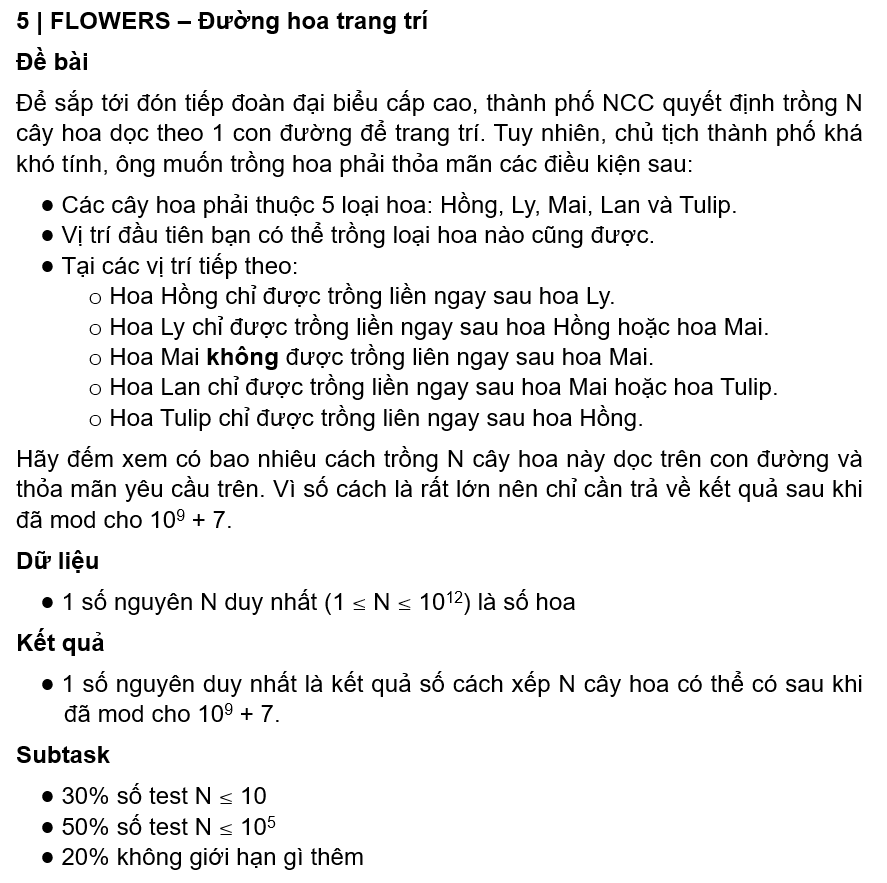 5 | FLOWERS – Đường hoa trang trí
Đề bài
Để sắp tới đón tiếp đoàn đại biểu cấp cao, thành phố NCC quyết định trồng N
cây hoa dọc theo 1 con đường để trang trí. Tuy nhiên, chủ tịch thành phố khá
khó tính, ông muốn trồng hoa phải thỏa mãn các điều kiện sau:
● Các cây hoa phải thuộc 5 loại hoa: Hồng, Ly, Mai, Lan và Tulip.
● Vị trí đầu tiên bạn có thể trồng loại hoa nào cũng được.
● Tại các vị trí tiếp theo:
○ Hoa Hồng chỉ được trồng liền ngay sau hoa Ly.
○ Hoa Ly chỉ được trồng liền ngay sau hoa Hồng hoặc hoa Mai.
○ Hoa Mai không được trồng liên ngay sau hoa Mai.
○ Hoa Lan chỉ được trồng liền ngay sau hoa Mai hoặc hoa Tulip.
○ Hoa Tulip chỉ được trồng liên ngay sau hoa Hồng.
Hãy đếm xem có bao nhiêu cách trồng N cây hoa này dọc trên con đường và
thỏa mãn yêu cầu trên. Vì số cách là rất lớn nên chỉ cần trả về kết quả sau khi
đã mod cho 10⁹ + 7.
Dữ liệu
● 1 số nguyên N duy nhất (1 ≤ N ≤ 10¹²) là số hoa
Kết quả
● 1 số nguyên duy nhất là kết quả số cách xếp N cây hoa có thể có sau khi
đã mod cho 10⁹ + 7.
Subtask
● 30% số test N ≤ 10
● 50% số test N ≤ 10⁵
● 20% không giới hạn gì thêm